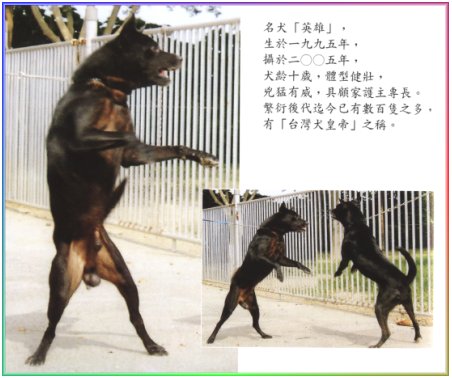 名犬「英雄」，
生於一九九五年，
攝於二〇〇五年，
犬齡十歲，體型健壯，
兇猛有威，具顧家護主專長。
繁衍後代迄今已有數百隻之多，
有「台灣犬皇帝」之稱。